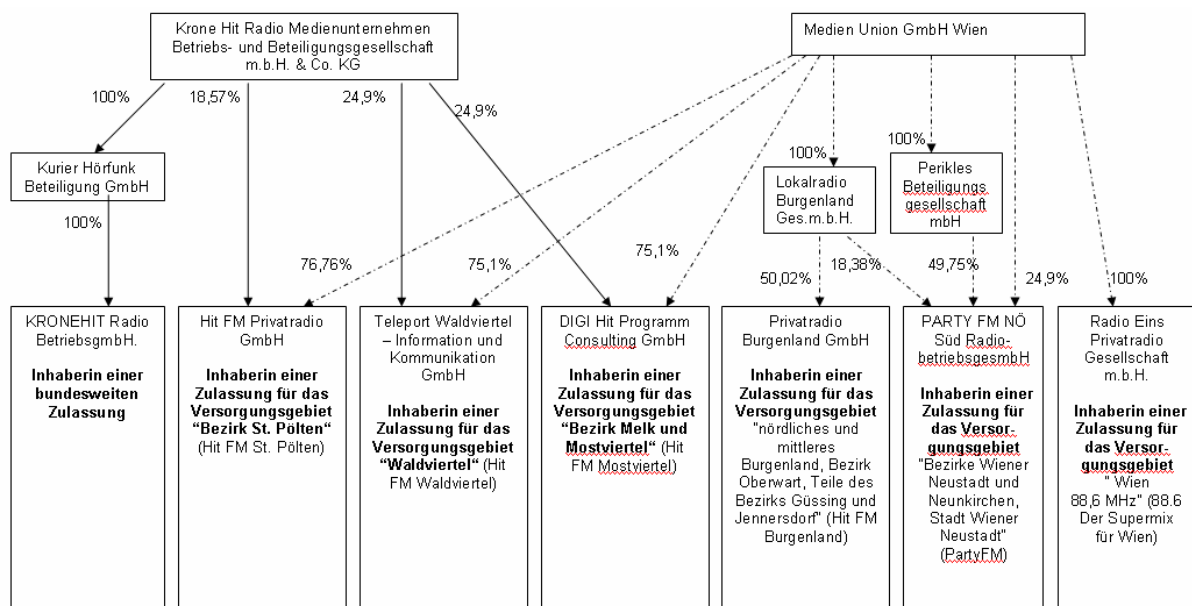 Krone Hit Radio Medienunternehmen
Betriebs- und Beteiligungsgesellschaft
m.b.H. & Co. KG
Medien Union GmbH Wien
100%
18,57%
24,9%
24,9%
100%
100%
Kurier Hörfunk
Beteiligung GmbH
Lokalradio
Burgenland
Ges.m.b.H.
Perikles
Beteiligungs
gesellschaft
mbH
100%
76,76%
75,1%
75,1%
50,02%
18,38%
49,75%
24,9%
100%
KRONEHIT Radio
BetriebsgmbH.
Inhaberin einer
bundesweiten
Zulassung
Hit FM Privatradio
GmbH
Inhaberin einer
Zulassung für das
Versorgungsgebiet
“Bezirk St. Pölten“
(Hit FM St. Pölten)
Teleport Waldviertel
– Information und
Kommunikation
GmbH
Inhaberin einer
Zulassung für das
Versorgungsgebiet
“Waldviertel“ (Hit
FM Waldviertel)
DIGI Hit Programm
Consulting GmbH
Inhaberin einer
Zulassung für das
Versorgungsgebiet
“Bezirk Melk und
Mostviertel“ (Hit
FM Mostviertel)
Privatradio
Burgenland GmbH
Inhaberin einer
Zulassung für das
Versorgungsgebiet
"nördliches und
mittleres
Burgenland, Bezirk
Oberwart, Teile des
Bezirks Güssing und
Jennersdorf" (Hit FM
Burgenland)
PARTY FM NÖ
Süd Radio-
betriebsgesmbH
Inhaberin einer
Zulassung für
das Versor-
gungsgebiet
"Bezirke Wiener
Neustadt und
Neunkirchen,
Stadt Wiener
Neustadt"
(PartyFM)
Radio Eins
Privatradio
Gesellschaft
m.b.H.
Inhaberin einer
Zulassung für
das Versor-
gungsgebiet
" Wien
88,6 MHz" (88.6
Der Supermix
für Wien)